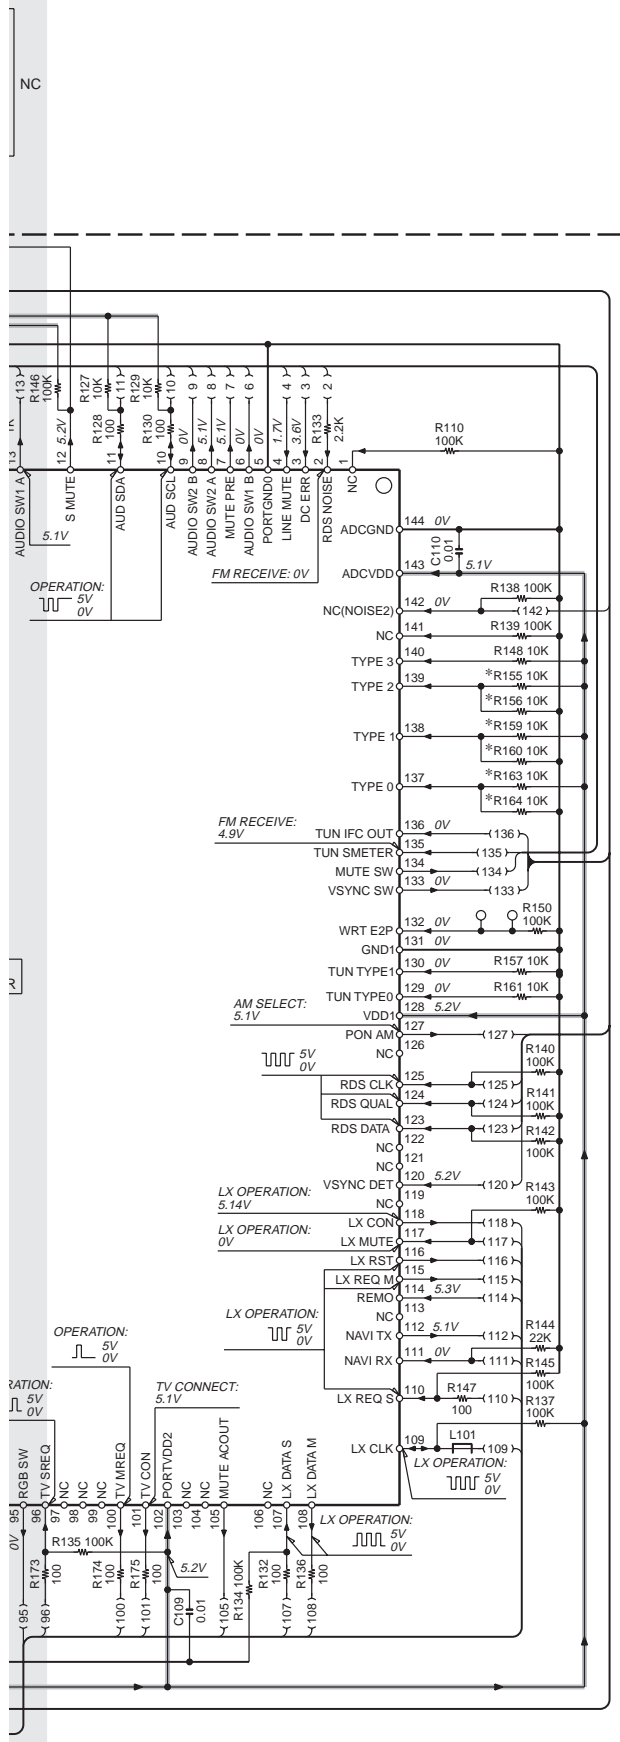 NC
R146
100K
13
5.2V
R127
10K
R128
100
11
R129
10K
R130
100
10
0V
9
5.1V
8
5.1V
7
0V
6
0V
1.7V
4
3.6V
3
R133
2.2K
2
R110
100K
13
12
11
10
9
8
7
6
5
4
3
2
1
AUDIO SW1 A
S MUTE
AUD SDA
AUD SCL
AUDIO SW2 B
AUDIO SW2 A
MUTE PRE
AUDIO SW1 B
PORTGND0
LINE MUTE
DC ERR
RDS NOISE
NC
5.1V
OPERATION:
5V
0V
FM RECEIVE: 0V
ADCGND 144 0V
C110
0.01
ADCVDD 143 5.1V
R138 100K
NC(NOISE2) 142 0V 142
NC 141 R139 100K
TYPE 3 140 R148 10K
TYPE 2 139 *R155 10K
*R156 10K
TYPE 1 138 *R159 10K
*R160 10K
TYPE 0 137 *R163 10K
*R164 10K
FM RECEIVE:
4.9V
TUN IFC OUT 136 0V 136
TUN SMETER 135 135
MUTE SW 134 134
VSYNC SW 133 0V 133
R150
100K
WRT E2P 132 0V
GND1 131 0V
TUN TYPE1 130 0V R157 10K
TUN TYPE0 129 0V R161 10K
AM SELECT:
5.1V
VDD1 128 5.2V
PON AM 127 127
NC 126
5V
0V
R140
100K
RDS CLK 125 125
RDS QUAL 124 124
R141
100K
RDS DATA 123 123
R142
100K
NC 122
NC 121
VSYNC DET 120 5.2V 120
NC 119
R143
100K
LX OPERATION:
5.14V
LX CON 118 118
LX OPERATION:
0V
LX MUTE 117 117
LX RST 116 116
LX REQ M 115 115
REMO 114 5.3V 114
NC 113
LX OPERATION:
5V
0V
NAVI TX 112 5.1V 112
R144
22K
NAVI RX 111 0V 111
R145
100K
LX REQ S 110 R147
100
110
R137
100K
LX CLK 109 L101 109
LX OPERATION:
5V
0V
OPERATION:
5V
0V
RATION:
5V
0V
TV CONNECT:
5.1V
RGB SW
TV SREQ
NC
NC
NC
TV MREQ
TV CON
PORTVDD2
NC
NC
MUTE ACOUT
NC
LX DATA S
LX DATA M
95
96
97
98
99
100
101
102
103
104
105
106
107
108
LX OPERATION:
5V
0V
0V
R135 100K
5.2V
R173
100
R174
100
R175
100
C109
0.01
R134 100K
R132
100
R136
100
95
96
100
101
105
107
108